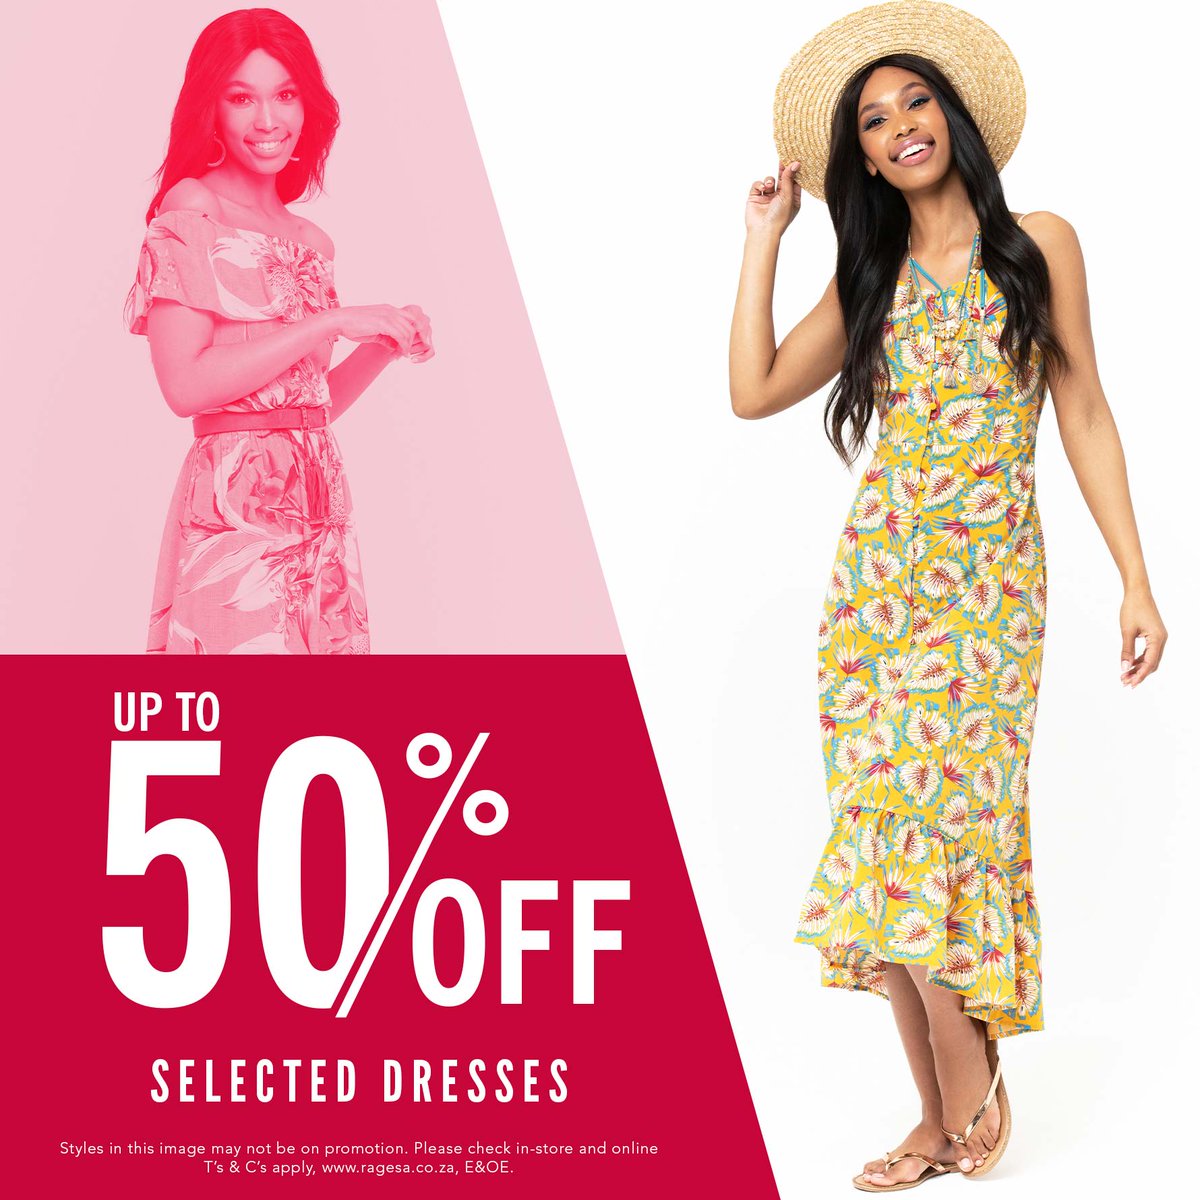 UP TO
50% OFF
SELECTED DRESSES
Styles in this image may not be on promotion. Please check in-store and online
T's & C's apply, www.ragesa.co.za, E&OE.